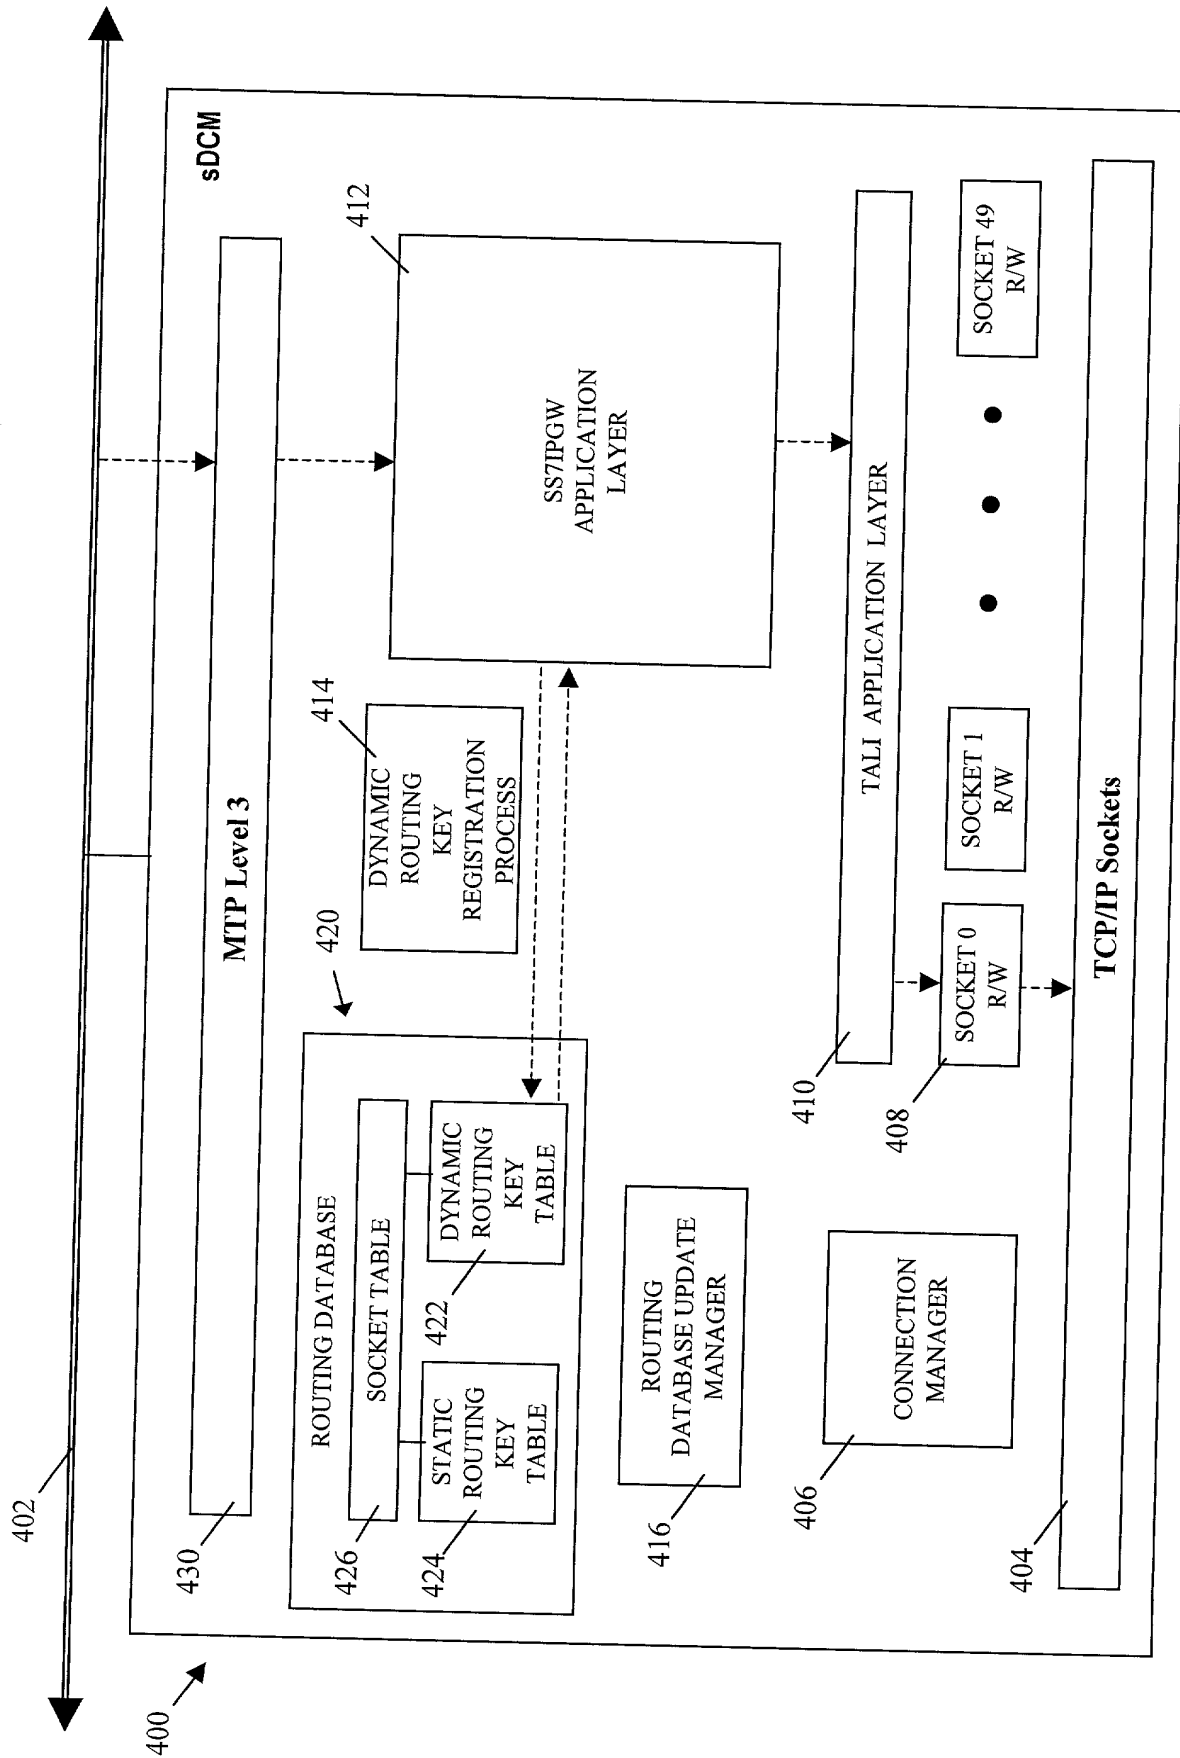 402
400
sDCM
430
MTP Level 3
420
ROUTING DATABASE
426
SOCKET TABLE
424
STATIC
ROUTING
KEY
TABLE
422
DYNAMIC
ROUTING
KEY
TABLE
414
DYNAMIC
ROUTING
KEY
REGISTRATION
PROCESS
412
SS7IPGW
APPLICATION
LAYER
416
ROUTING
DATABASE UPDATE
MANAGER
406
CONNECTION
MANAGER
410
TALI APPLICATION LAYER
408
SOCKET 0
R/W
SOCKET 1
R/W
SOCKET 49
R/W
404
TCP/IP Sockets